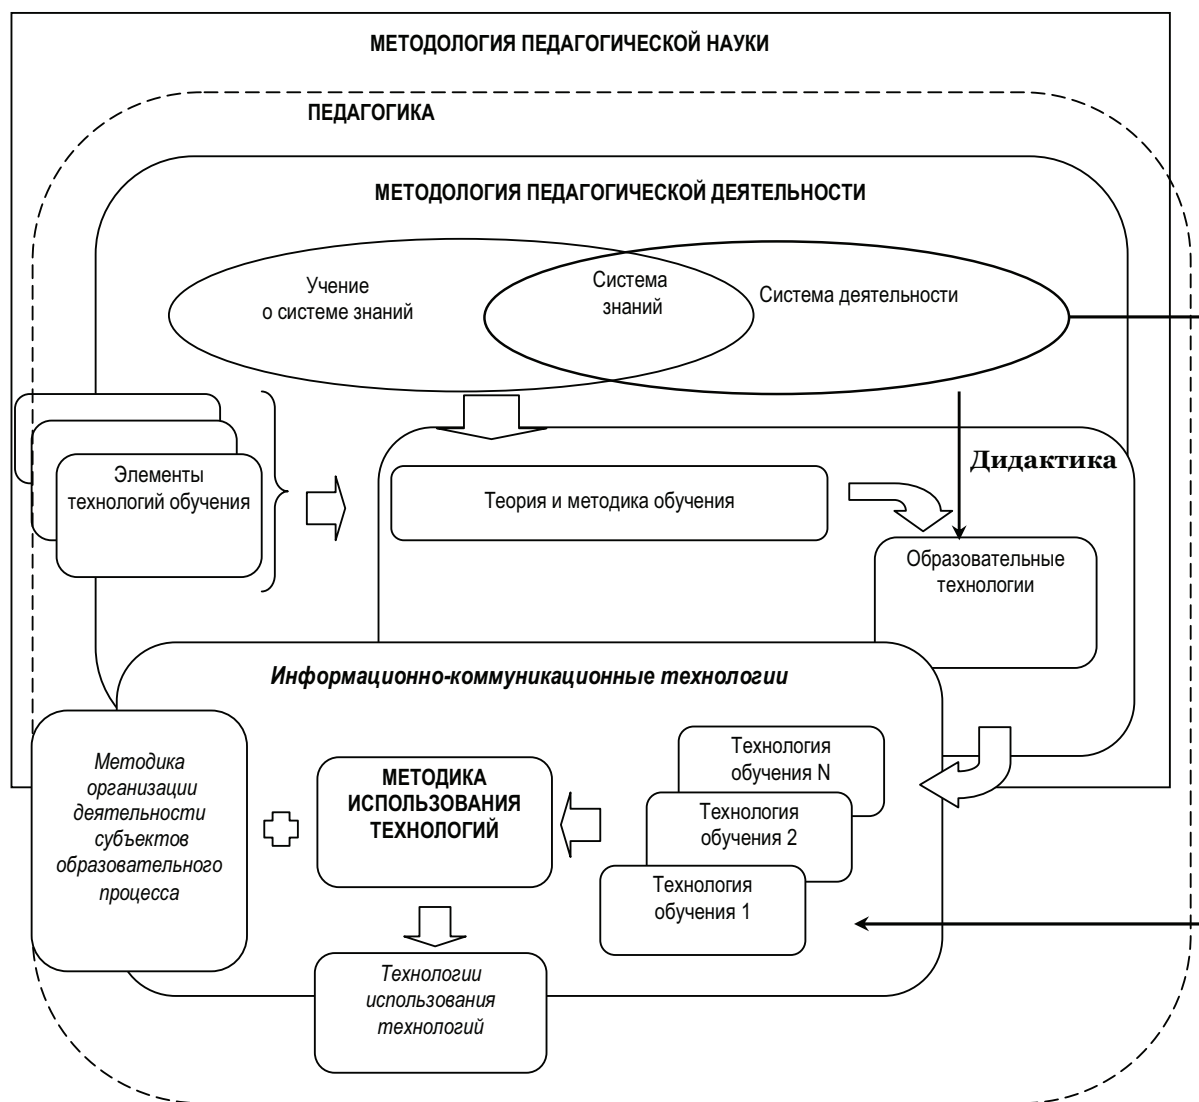 МЕТОДОЛОГИЯ ПЕДАГОГИЧЕСКОЙ НАУКИ
ПЕДАГОГИКА
МЕТОДОЛОГИЯ ПЕДАГОГИЧЕСКОЙ ДЕЯТЕЛЬНОСТИ
Учение
о системе знаний
Система
знаний
Система деятельности
Элементы
технологий обучения
Теория и методика обучения
Дидактика
Образовательные
технологии
Информационно-коммуникационные технологии
Методика
организации
деятельности
субъектов
образовательного
процесса
МЕТОДИКА
ИСПОЛЬЗОВАНИЯ
ТЕХНОЛОГИЙ
Технология
обучения N
Технология
обучения 2
Технология
обучения 1
Технологии
использования
технологий